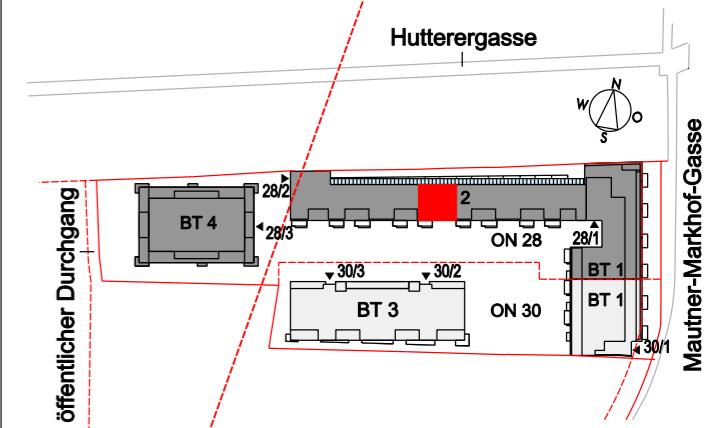 Hutterergasse
N
W
O
S
Mautner-Markhof-Gasse
öffentlicher Durchgang
28/2
2
BT 4
28/3
ON 28
28/1
BT 1
30/3
30/2
BT 3
ON 30
BT 1
30/1